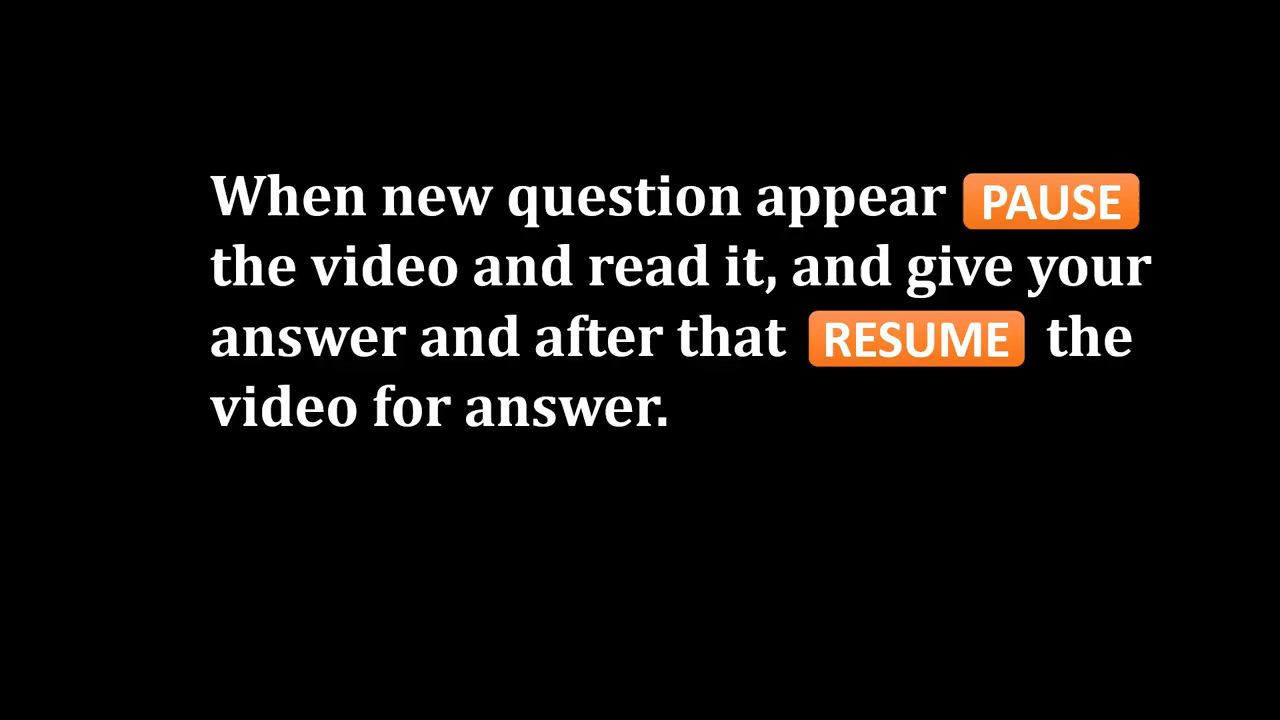 When new question appear PAUSE
the video and read it, and give your
answer and after that RESUME the
video for answer.